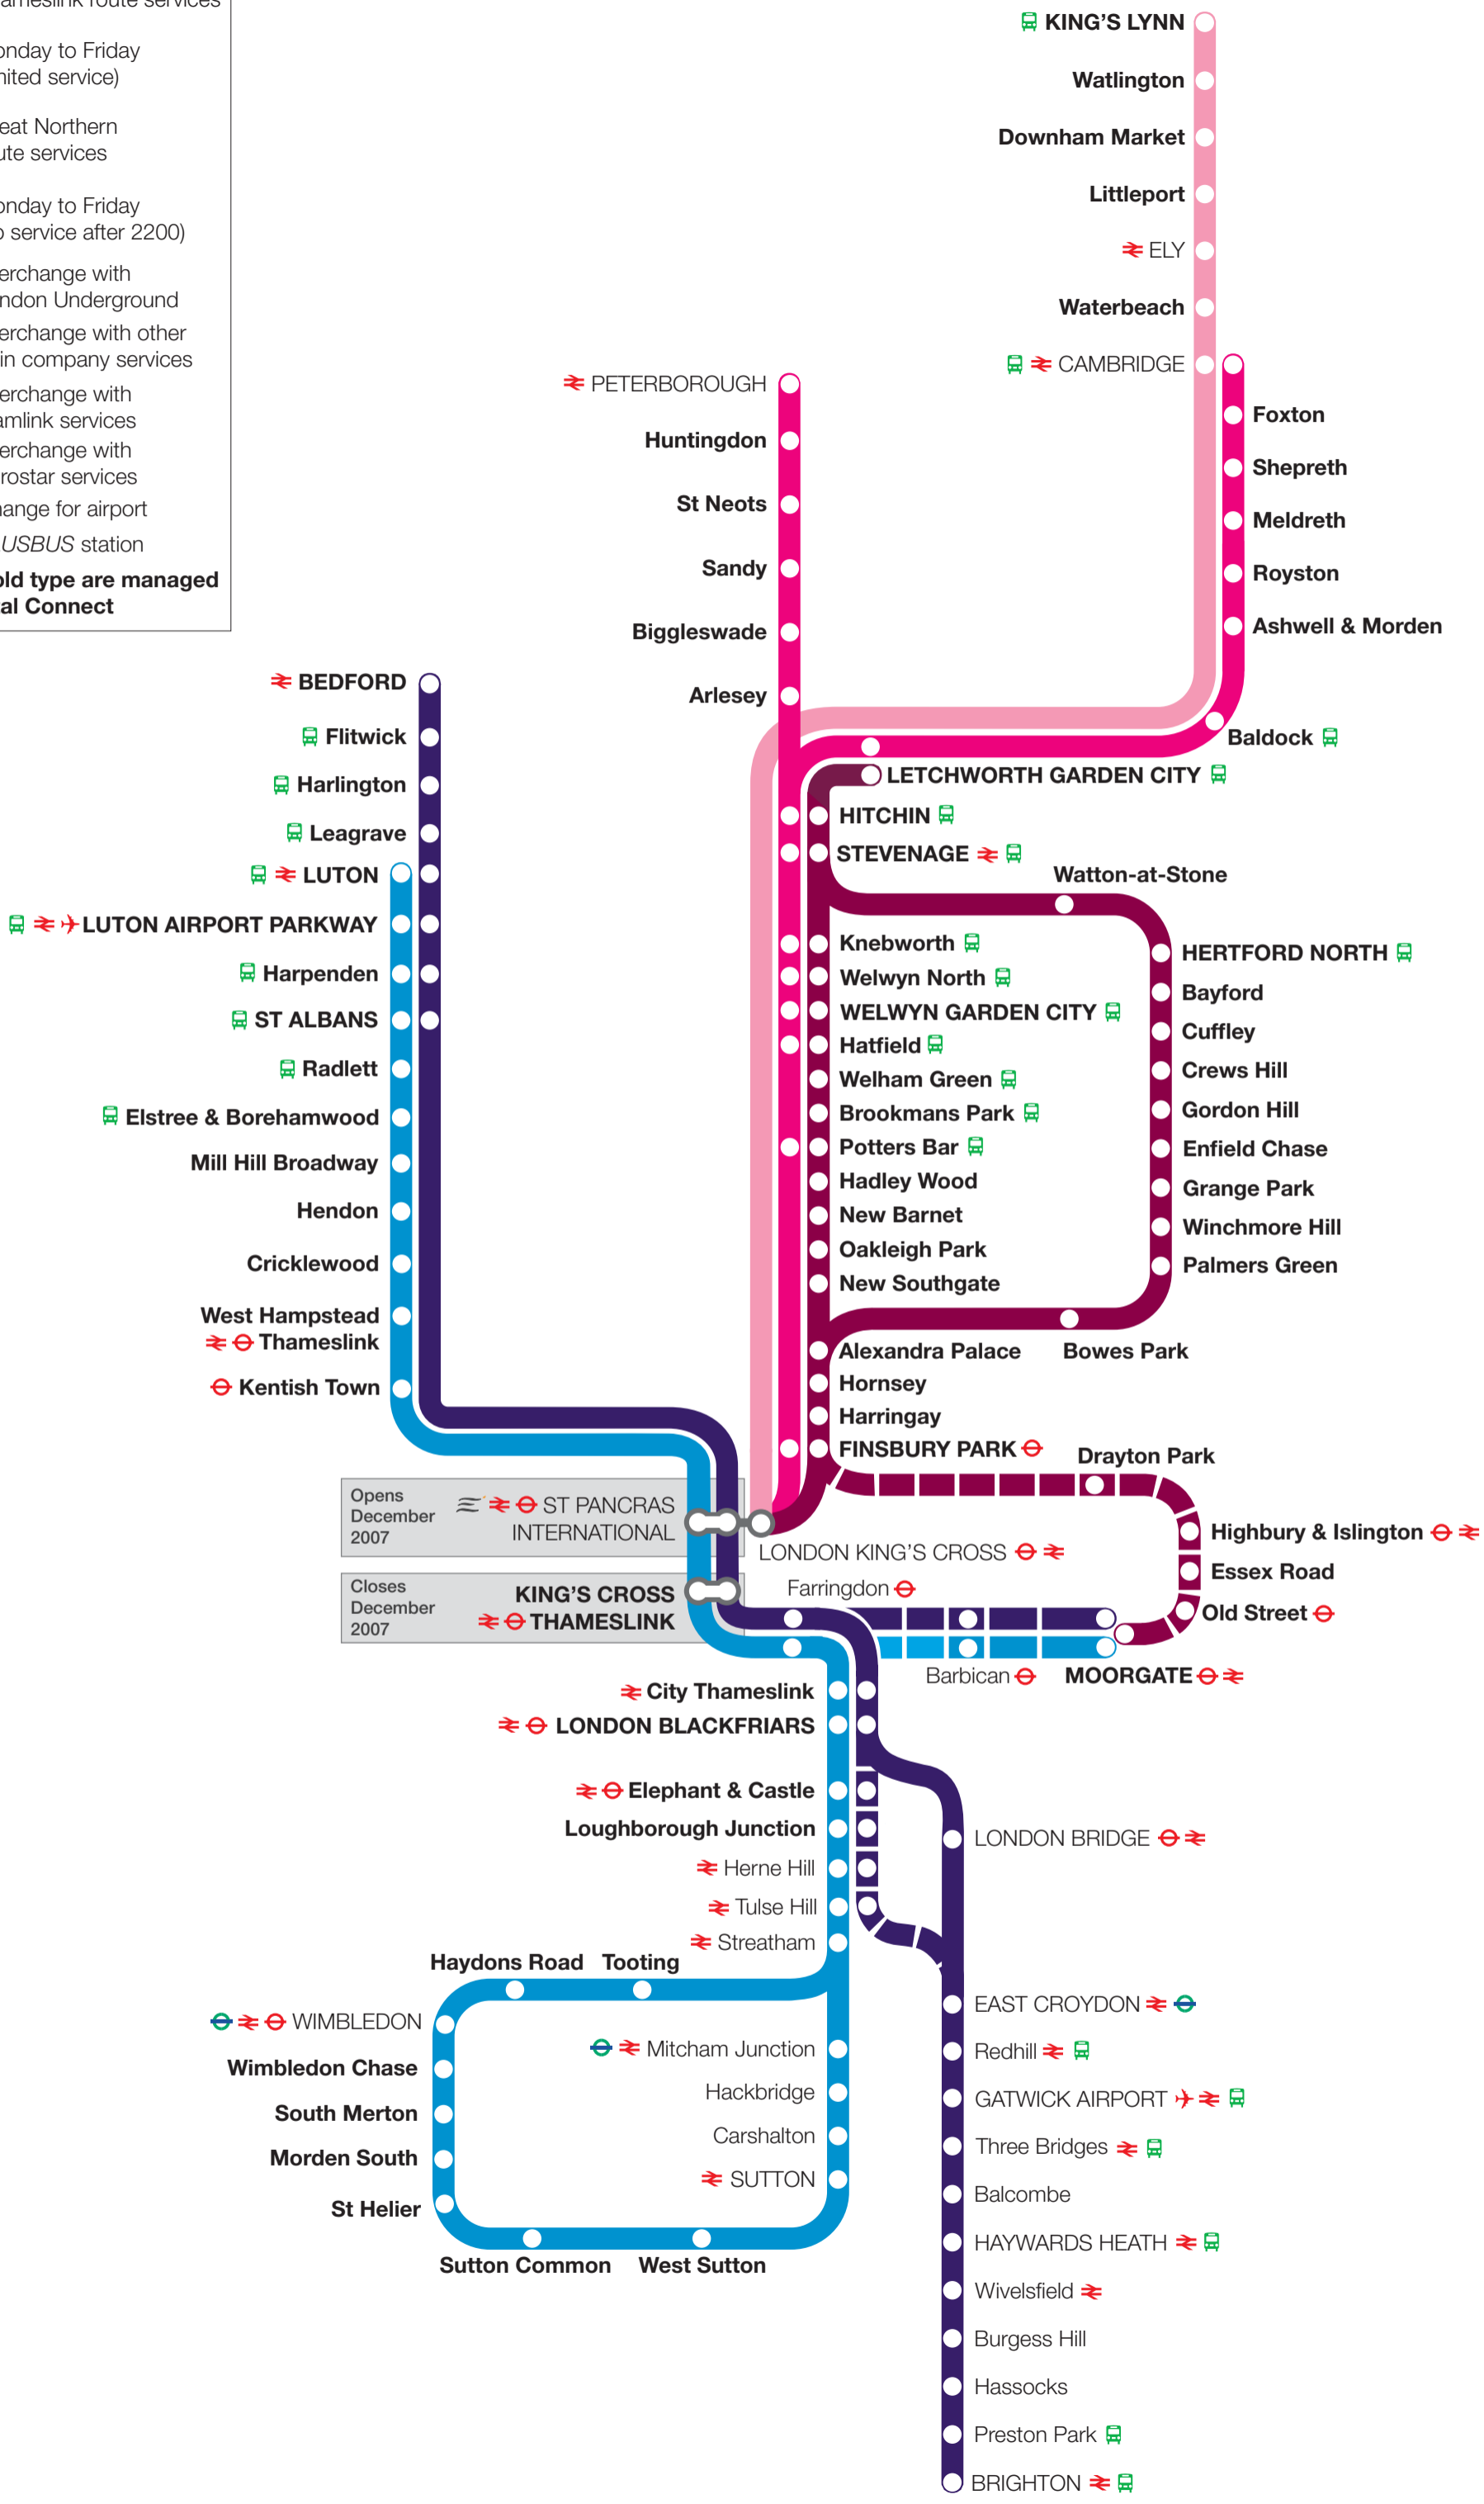 ameslink route services
onday to Friday
nited service)
eat Northern
ute services
onday to Friday
o service after 2200)
erchange with
ndon Underground
erchange with other
in company services
erchange with
amlink services
erchange with
rostar services
hange for airport
USBUS station
old type are managed
tal Connect
KING'S LYNN
Watlington
Downham Market
Littleport
ELY
Waterbeach
CAMBRIDGE
PETERBOROUGH
Huntingdon
St Neots
Sandy
Biggleswade
Arlesey
Foxton
Shepreth
Meldreth
Royston
Ashwell & Morden
Baldock
LETCHWORTH GARDEN CITY
HITCHIN
STEVENAGE
Watton-at-Stone
Knebworth
Welwyn North
WELWYN GARDEN CITY
Hatfield
Welham Green
Brookmans Park
Potters Bar
Hadley Wood
New Barnet
Oakleigh Park
New Southgate
HERTFORD NORTH
Bayford
Cuffley
Crews Hill
Gordon Hill
Enfield Chase
Grange Park
Winchmore Hill
Palmers Green
Bowes Park
Alexandra Palace
Hornsey
Harringay
FINSBURY PARK
Drayton Park
Highbury & Islington
Essex Road
Old Street
MOORGATE
Barbican
Farringdon
LONDON KING'S CROSS
BEDFORD
Flitwick
Harlington
Leagrave
LUTON
LUTON AIRPORT PARKWAY
Harpenden
ST ALBANS
Radlett
Elstree & Borehamwood
Mill Hill Broadway
Hendon
Cricklewood
West Hampstead
Thameslink
Kentish Town
Opens
December
2007
ST PANCRAS
INTERNATIONAL
Closes
December
2007
KING'S CROSS
THAMESLINK
City Thameslink
LONDON BLACKFRIARS
Elephant & Castle
Loughborough Junction
Herne Hill
Tulse Hill
Streatham
Haydons Road
Tooting
WIMBLEDON
Wimbledon Chase
South Merton
Morden South
St Helier
Sutton Common
West Sutton
Mitcham Junction
Hackbridge
Carshalton
SUTTON
LONDON BRIDGE
EAST CROYDON
Redhill
GATWICK AIRPORT
Three Bridges
Balcombe
HAYWARDS HEATH
Wivelsfield
Burgess Hill
Hassocks
Preston Park
BRIGHTON